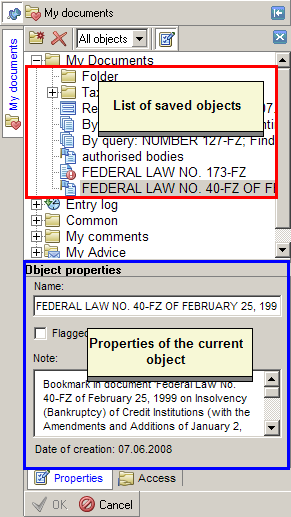 My documents
My documents
All objects
My Documents
Folder
Tax
Re
07.
By
nti
By query: NUMBER 127-FZ; Find
authorised bodies
FEDERAL LAW NO. 173-FZ
FEDERAL LAW NO. 40-FZ OF FE
List of saved objects
Entry log
Common
My comments
My Advice
Object properties
Name:
FEDERAL LAW NO. 40-FZ OF FEBRUARY 25, 199
Flagged
Properties of the current
object
Note:
Bookmark in document 'Federal Law No.
40-FZ of February 25, 1999 on Insolvency
(Bankruptcy) of Credit Institutions (with the
Amendments and Additions of January 2,
Date of creation: 07.06.2008
Properties
Access
OK
Cancel